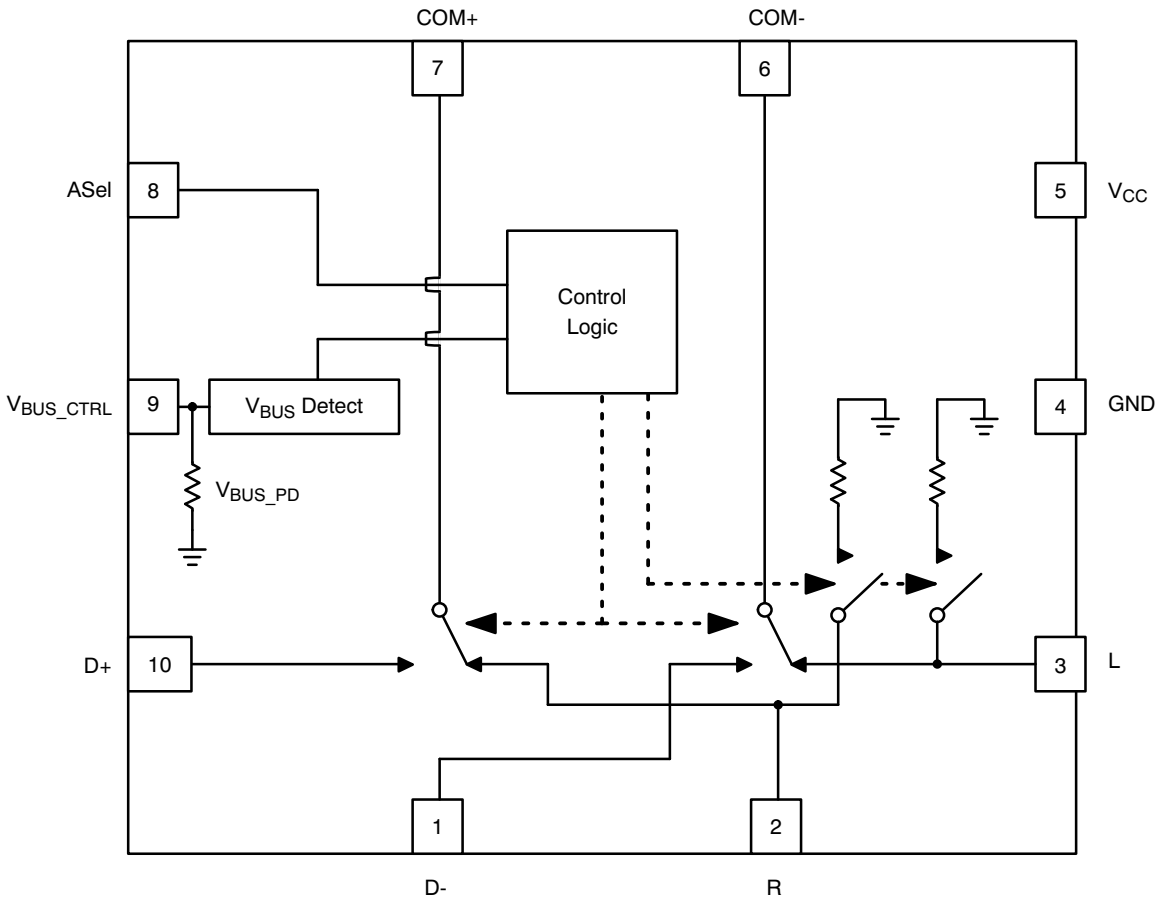 COM+
COM-
7
6
ASel
8
5
VCC
Control
Logic
VBUS_CTRL
9
VBUS Detect
4
GND
VBUS_PD
D+
10
3
L
1
2
D-
R